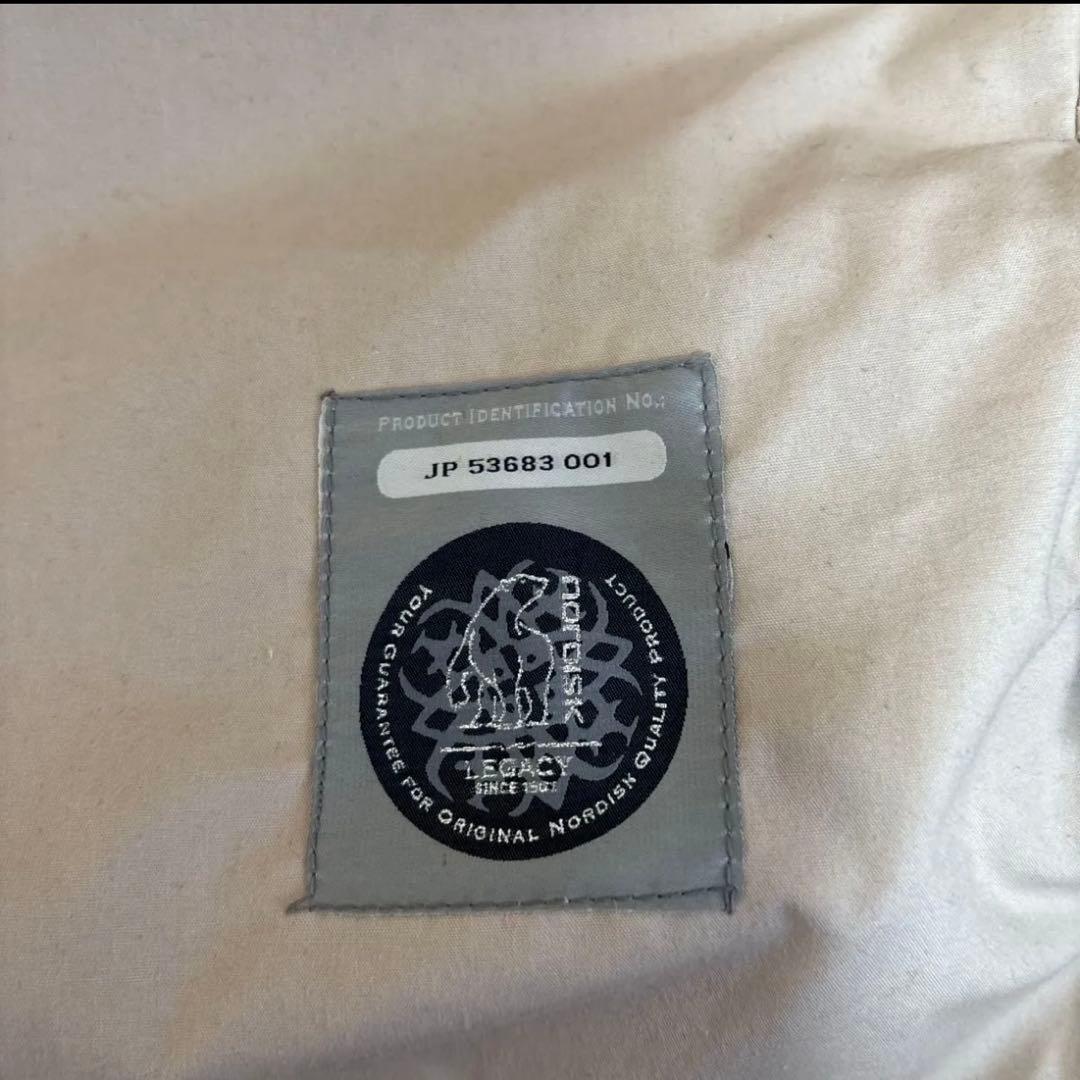 PRODUCT IDENTIFICATION NO.:
JP 53683 001
nordisk
LEGACY
SINCE 1901
YOUR GUARANTEE FOR ORIGINAL NORDISK QUALITY PRODUCT